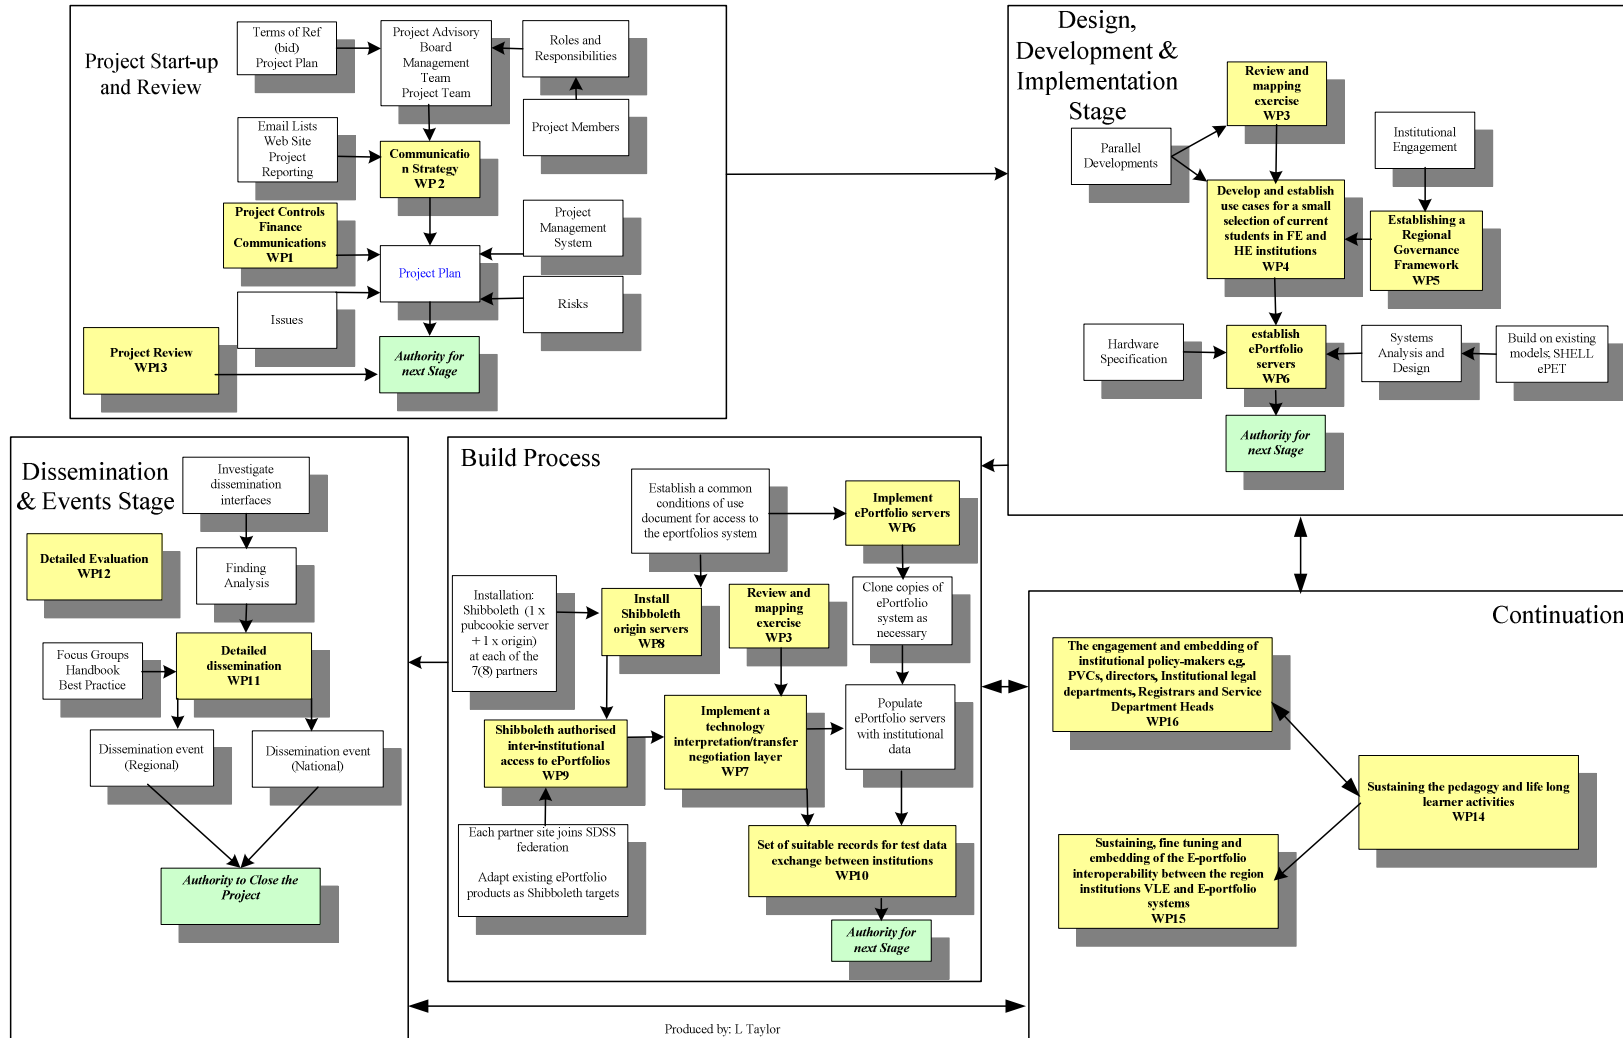 Project Start-up
and Review
Terms of Ref
(bid)
Project Plan
Project Advisory
Board
Management
Team
Project Team
Roles and
Responsibilities
Project Members
Email Lists
Web Site
Project
Reporting
Communicatio
n Strategy
WP 2
Project Controls
Finance
Communications
WP1
Project
Management
System
Project Plan
Issues
Risks
Project Review
WP13
Authority for
next Stage
Design,
Development &
Implementation
Stage
Review and
mapping
exercise
WP3
Parallel
Developments
Institutional
Engagement
Develop and establish
use cases for a small
selection of current
students in FE and
HE institutions
WP4
Establishing a
Regional
Governance
Framework
WP5
Hardware
Specification
establish
ePortfolio
servers
WP6
Systems
Analysis and
Design
Build on existing
models; SHELL
ePET
Authority for
next Stage
Dissemination
& Events Stage
Investigate
dissemination
interfaces
Detailed Evaluation
WP12
Finding
Analysis
Focus Groups
Handbook
Best Practice
Detailed
dissemination
WP11
Dissemination event
(Regional)
Dissemination event
(National)
Authority to Close the
Project
Build Process
Establish a common
conditions of use
document for access to
the eportfolios system
Implement
ePortfolio servers
WP6
Installation:
Shibboleth (1 x
pubcookie server
+ 1 x origin)
at each of the
7(8) partners
Install
Shibboleth
origin servers
WP8
Review and
mapping
exercise
WP3
Clone copies of
ePortfolio
system as
necessary
Shibboleth authorised
inter-institutional
access to ePortfolios
WP9
Implement a
technology
interpretation/transfer
negotiation layer
WP7
Populate
ePortfolio servers
with institutional
data
Each partner site joins SDSS
federation
Adapt existing ePortfolio
products as Shibboleth targets
Set of suitable records for test data
exchange between institutions
WP10
Authority for
next Stage
Continuation
The engagement and embedding of
institutional policy-makers e.g.
PVCs, directors, Institutional legal
departments, Registrars and Service
Department Heads
WP16
Sustaining the pedagogy and life long
learner activities
WP14
Sustaining, fine tuning and
embedding of the E-portfolio
interoperability between the region
institutions VLE and E-portfolio
systems
WP15
Produced by: L Taylor